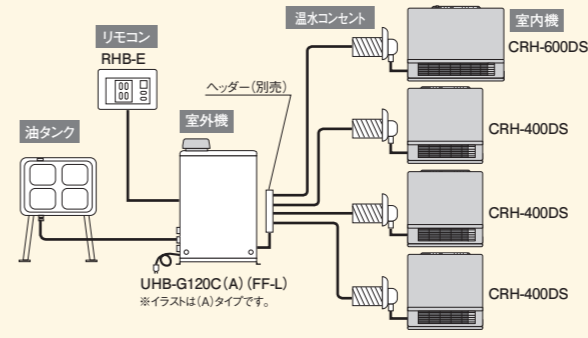 温水コンセント
室内機
CRH-600DS
リモコン
RHB-E
ヘッダー(別売)
油タンク
室外機
CRH-400DS
CRH-400DS
UHB-G120C(A)(FF-L)
※イラストは(A)タイプです。
CRH-400DS